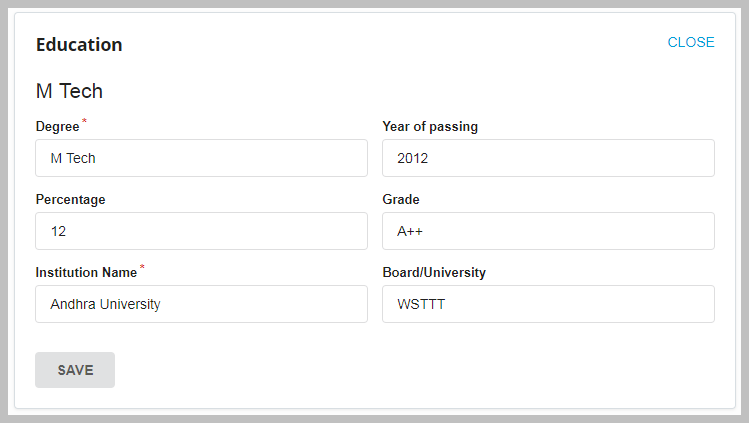 Education
CLOSE
M Tech
Degree *
Year of passing
M Tech
2012
Percentage
Grade
12
A++
Institution Name *
Board/University
Andhra University
WSTTT
SAVE